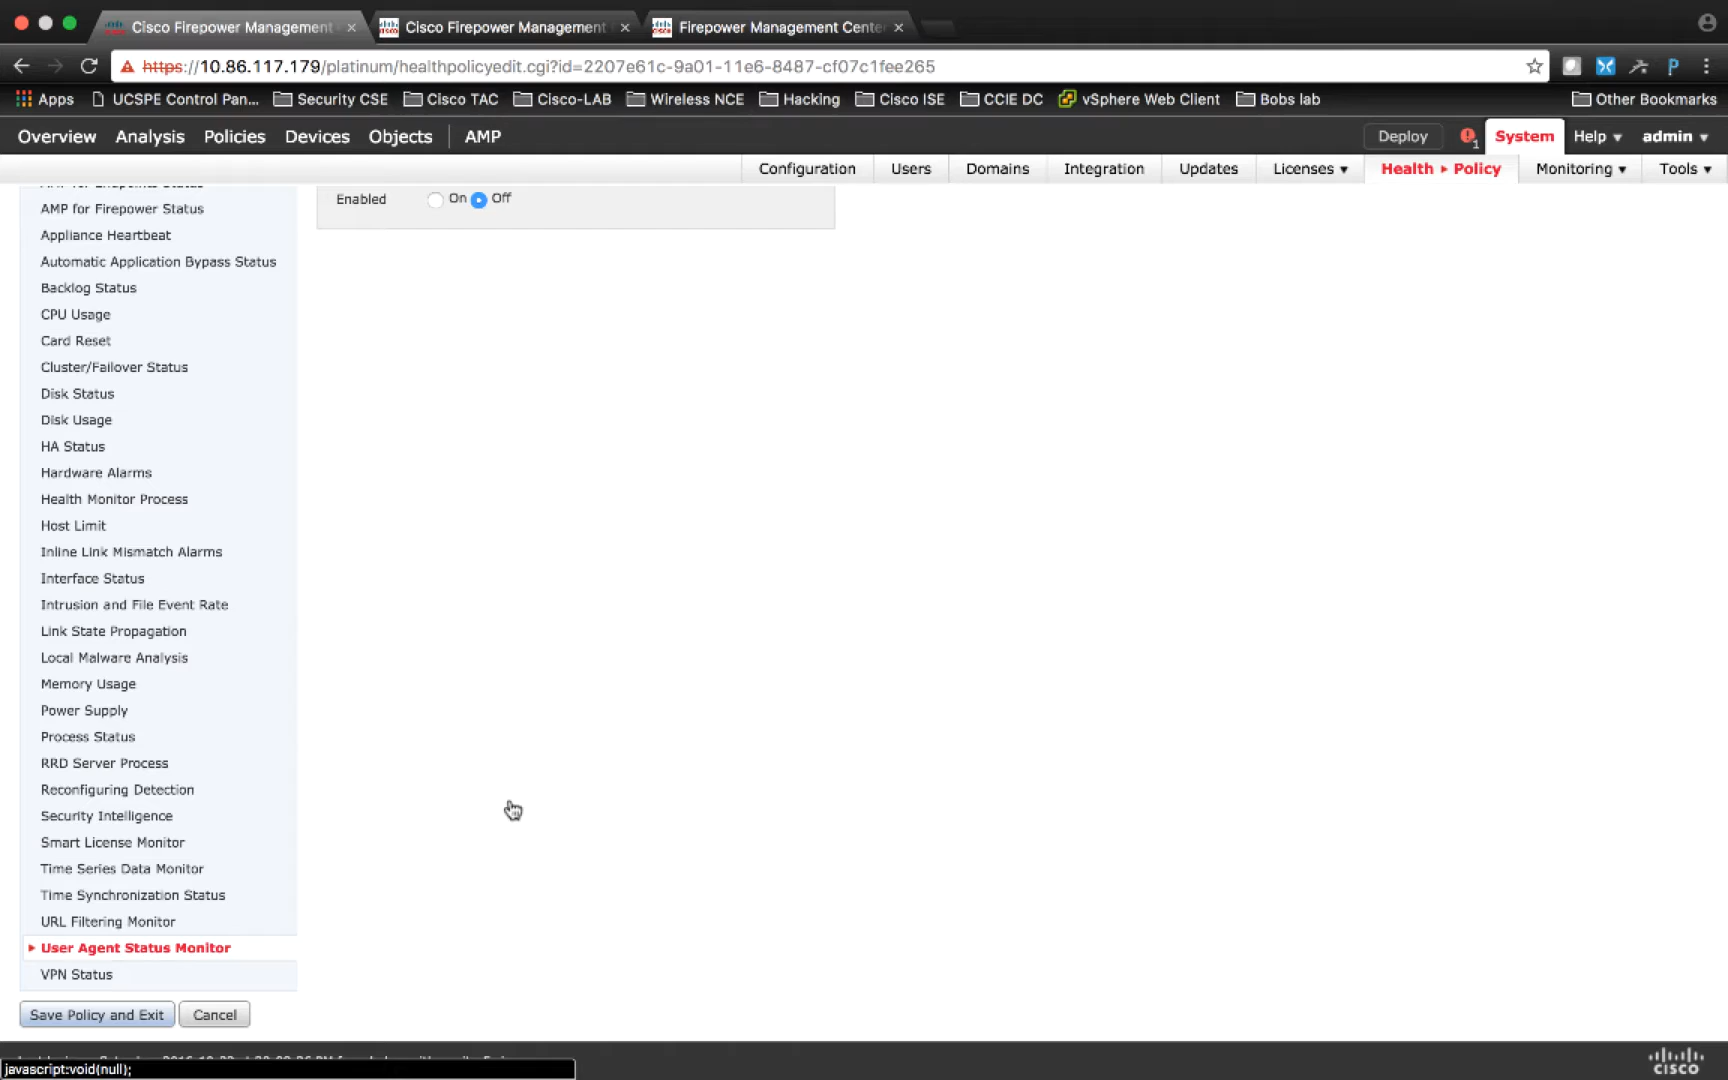 Cisco Firepower Management
Cisco Firepower Management
Firepower Management Cente
https://10.86.117.179/platinum/healthpolicyedit.cgi?id=2207e61c-9a01-11e6-8487-cf07c1fee265
Apps UCSPE Control Pan... Security CSE Cisco TAC Cisco-LAB Wireless NCE Hacking Cisco ISE CCIE DC vSphere Web Client Bobs lab Other Bookmarks
Overview Analysis Policies Devices Objects AMP Deploy 1 System Help admin
Configuration Users Domains Integration Updates Licenses Health Policy Monitoring Tools
AMP for Endpoints Status
Enabled On Off
AMP for Firepower Status
Appliance Heartbeat
Automatic Application Bypass Status
Backlog Status
CPU Usage
Card Reset
Cluster/Failover Status
Disk Status
Disk Usage
HA Status
Hardware Alarms
Health Monitor Process
Host Limit
Inline Link Mismatch Alarms
Interface Status
Intrusion and File Event Rate
Link State Propagation
Local Malware Analysis
Memory Usage
Power Supply
Process Status
RRD Server Process
Reconfiguring Detection
Security Intelligence
Smart License Monitor
Time Series Data Monitor
Time Synchronization Status
URL Filtering Monitor
User Agent Status Monitor
VPN Status
Save Policy and Exit Cancel
javascript:void(null);
CISCO